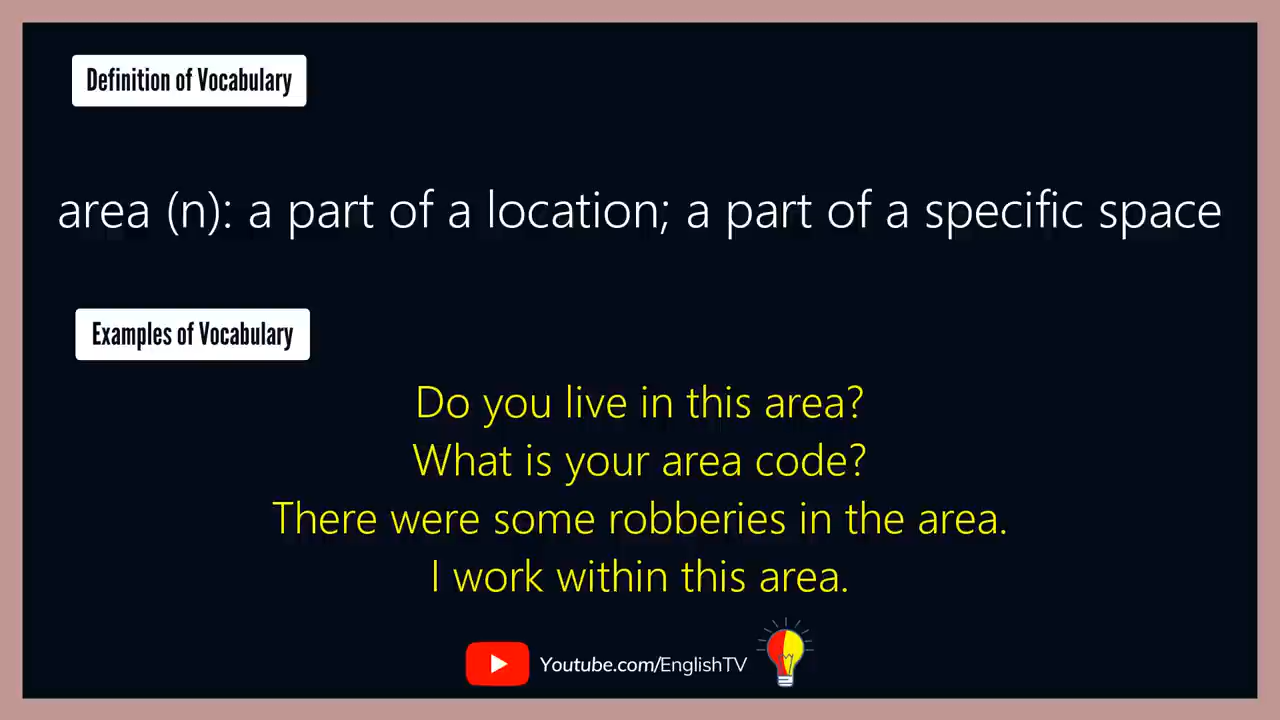 Definition of Vocabulary
area (n): a part of a location; a part of a specific space
Examples of Vocabulary
Do you live in this area?
What is your area code?
There were some robberies in the area.
I work within this area.
Youtube.com/EnglishTV